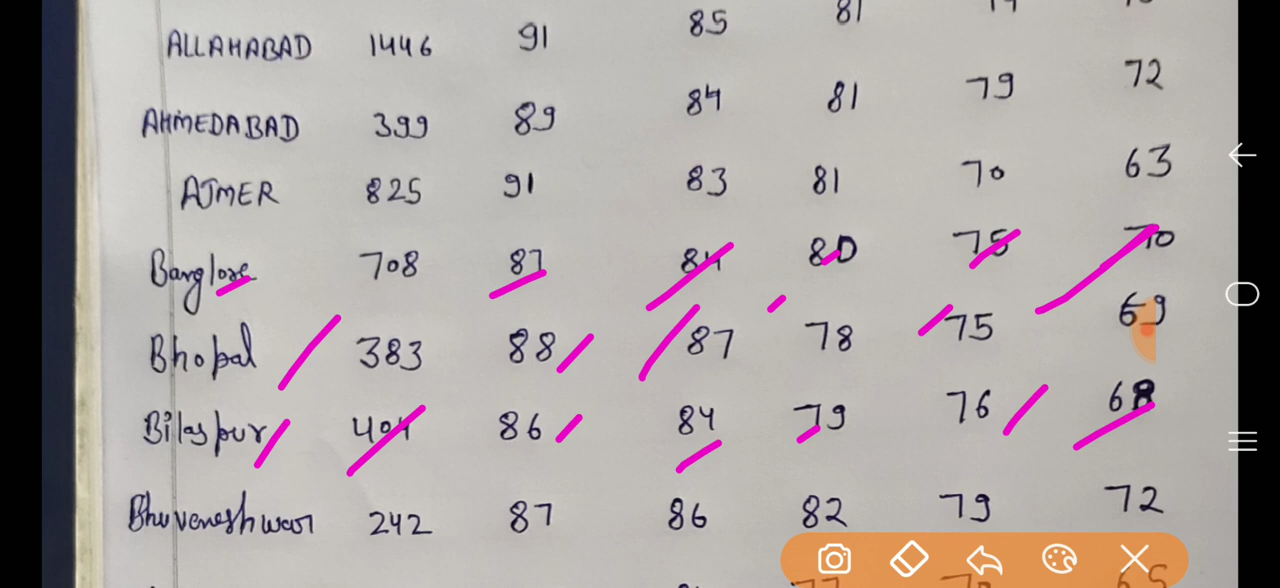 ALLAHABAD 1446 91 85 81
AHMEDABAD 399 89 84 81 79 72
AJMER 825 91 83 81 70 63
Banglore 708 87 84 80 75 70
Bhopal 383 88 87 78 75 69
Bilaspur 404 86 84 79 76 68
Bhuveneshwar 242 87 86 82 79 72